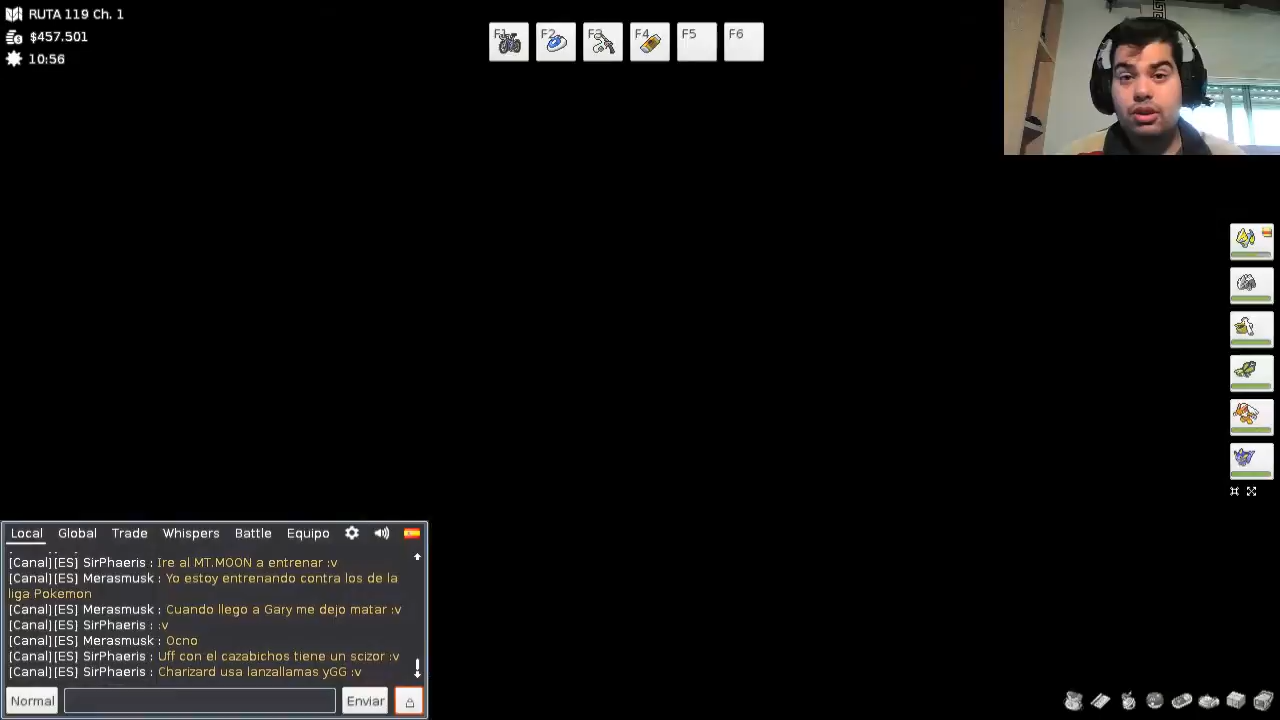 RUTA 119 Ch. 1
$457.501
10:56
F1 F2 F3 F4 F5 F6
Local Global Trade Whispers Battle Equipo
[Canal][ES] SirPhaeris : Ire al MT.MOON a entrenar :v
[Canal][ES] Merasmusk : Yo estoy entrenando contra los de la
liga Pokemon
[Canal][ES] Merasmusk : Cuando llego a Gary me dejo matar :v
[Canal][ES] SirPhaeris : :v
[Canal][ES] Merasmusk : Ocno
[Canal][ES] SirPhaeris : Uff con el cazabichos tiene un scizor :v
[Canal][ES] SirPhaeris : Charizard usa lanzallamas yGG :v
Normal Enviar